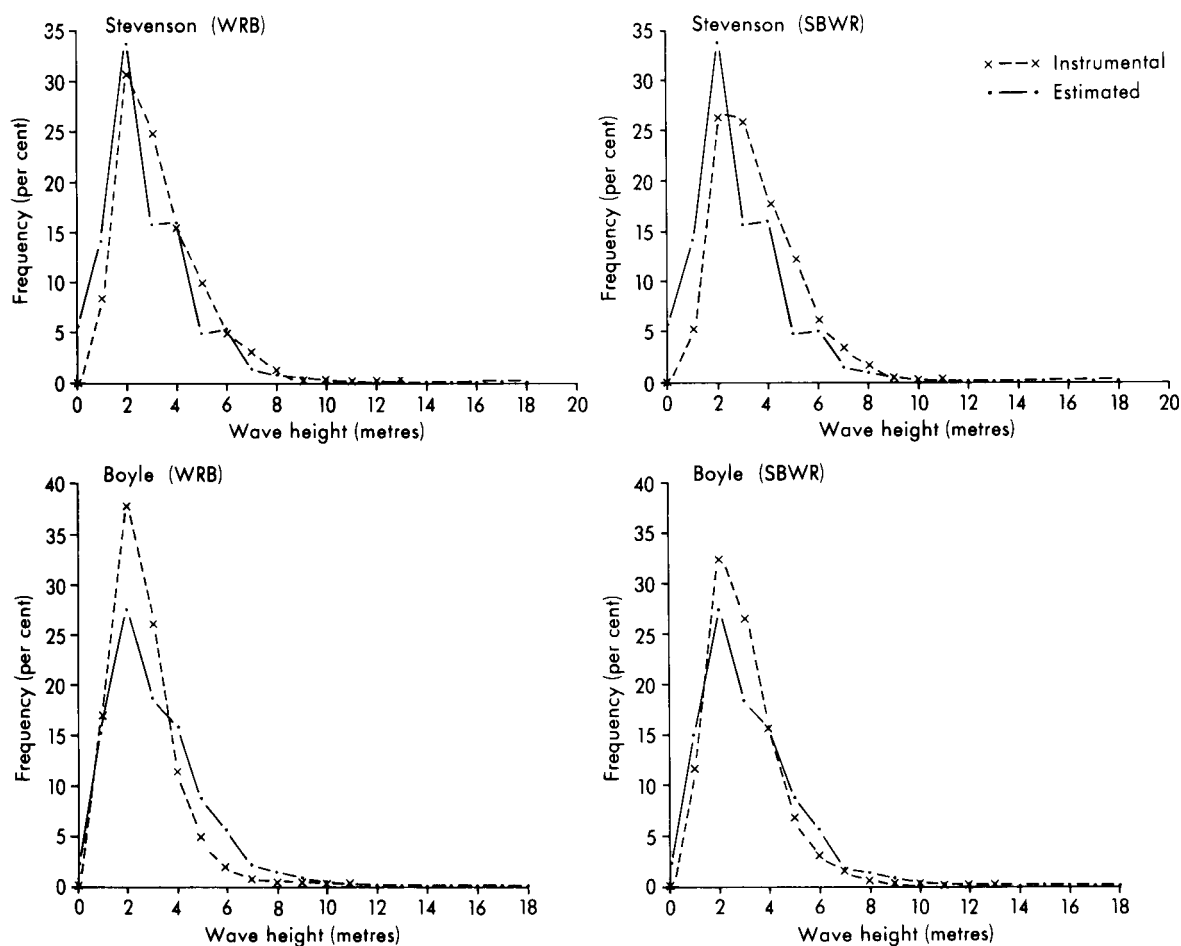 Stevenson (WRB)
35
30
25
20
15
10
5
0
Frequency (per cent)
0 2 4 6 8 10 12 14 16 18 20
Wave height (metres)
Stevenson (SBWR)
x--x Instrumental
.—. Estimated
35
30
25
20
15
10
5
0
Frequency (per cent)
0 2 4 6 8 10 12 14 16 18 20
Wave height (metres)
Boyle (WRB)
40
35
30
25
20
15
10
5
0
Frequency (per cent)
0 2 4 6 8 10 12 14 16 18
Wave height (metres)
Boyle (SBWR)
40
35
30
25
20
15
10
5
0
Frequency (per cent)
0 2 4 6 8 10 12 14 16 18
Wave height (metres)